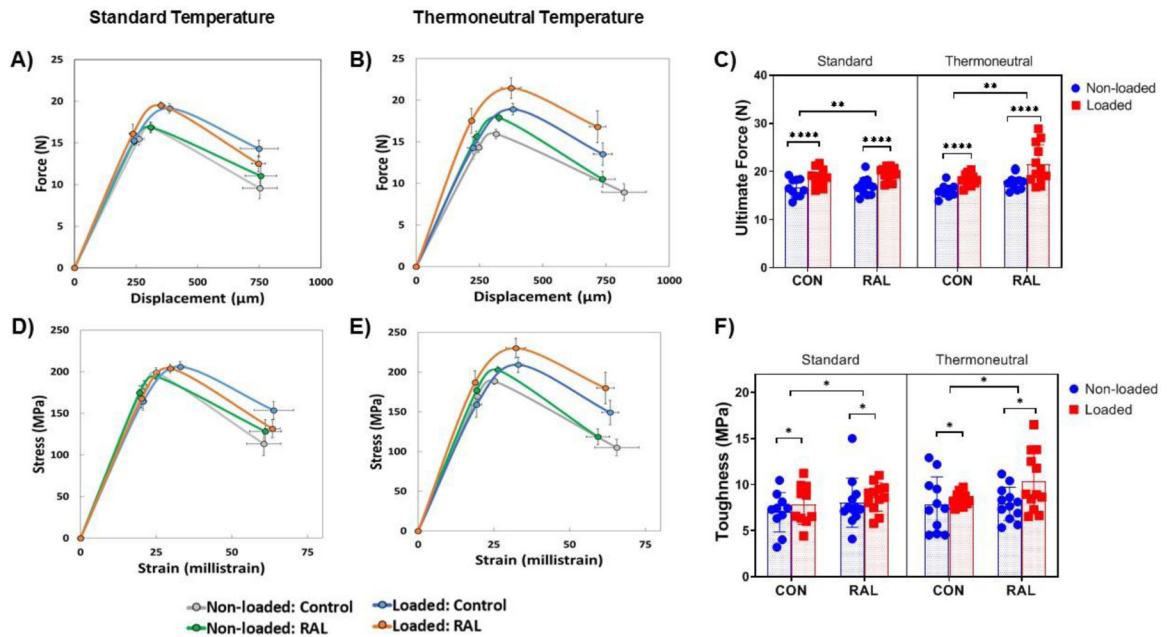 Standard Temperature
Thermoneutral Temperature
A)
25
20
15
10
5
0
Force (N)
0 250 500 750 1000
Displacement (µm)
B)
25
20
15
10
5
0
Force (N)
0 250 500 750 1000
Displacement (µm)
C)
Standard Thermoneutral
40
30
20
10
0
Ultimate Force (N)
** **
**** **** **** ****
CON RAL CON RAL
Non-loaded
Loaded
D)
250
200
150
100
50
0
Stress (MPa)
0 25 50 75
Strain (millistrain)
E)
250
200
150
100
50
0
Stress (MPa)
0 25 50 75
Strain (millistrain)
F)
Standard Thermoneutral
20
15
10
5
0
Toughness (MPa)
* *
* * * *
CON RAL CON RAL
Non-loaded
Loaded
Non-loaded: Control Loaded: Control
Non-loaded: RAL Loaded: RAL